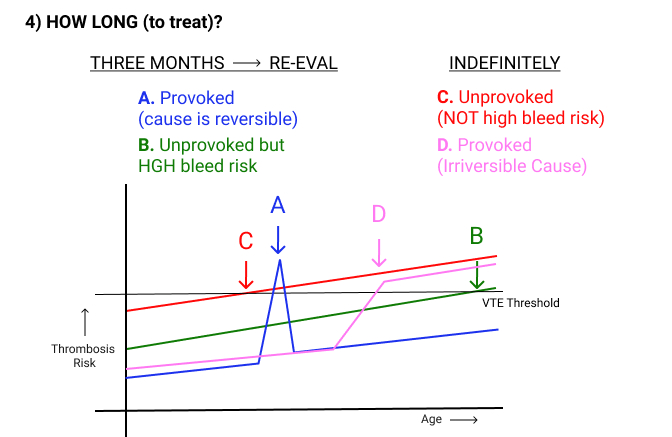 4) HOW LONG (to treat)?
THREE MONTHS ⟶ RE-EVAL
INDEFINITELY
A. Provoked
(cause is reversible)
B. Unprovoked but
HGH bleed risk
C. Unprovoked
(NOT high bleed risk)
D. Provoked
(Irriversible Cause)
A
D
C
B
VTE Threshold
Thrombosis
Risk
Age ⟶